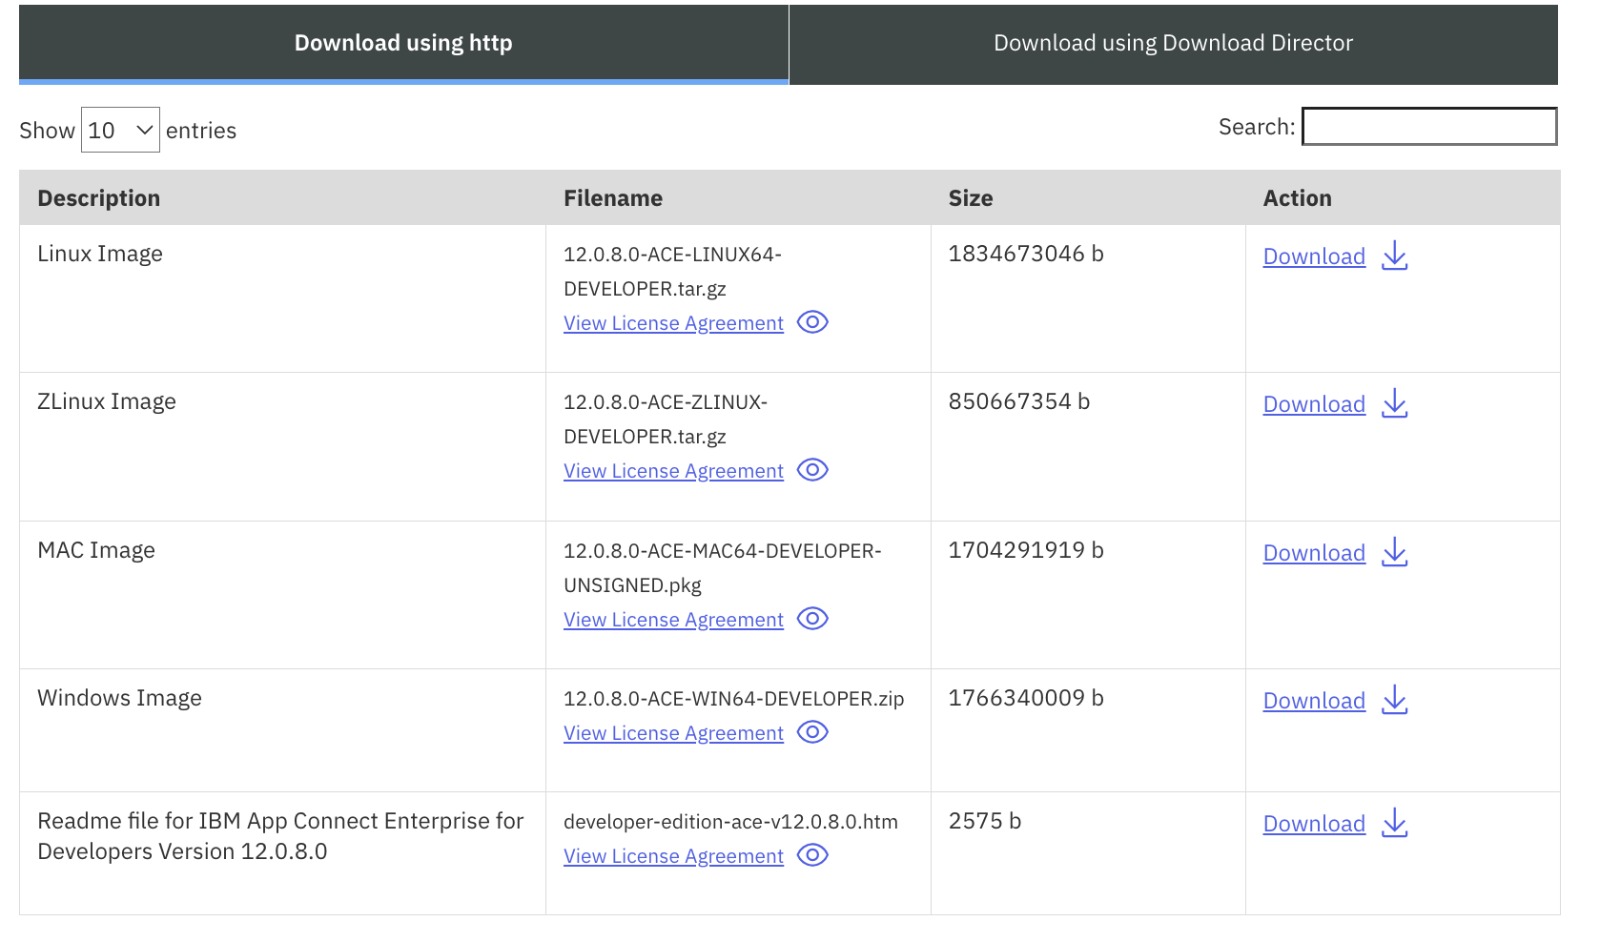 Download using http
Download using Download Director
Show 10 entries
Search:
Description Filename Size Action
Linux Image
12.0.8.0-ACE-LINUX64-
DEVELOPER.tar.gz
View License Agreement
1834673046 b
Download
ZLinux Image
12.0.8.0-ACE-ZLINUX-
DEVELOPER.tar.gz
View License Agreement
850667354 b
Download
MAC Image
12.0.8.0-ACE-MAC64-DEVELOPER-
UNSIGNED.pkg
View License Agreement
1704291919 b
Download
Windows Image
12.0.8.0-ACE-WIN64-DEVELOPER.zip
View License Agreement
1766340009 b
Download
Readme file for IBM App Connect Enterprise for
Developers Version 12.0.8.0
developer-edition-ace-v12.0.8.0.htm
View License Agreement
2575 b
Download